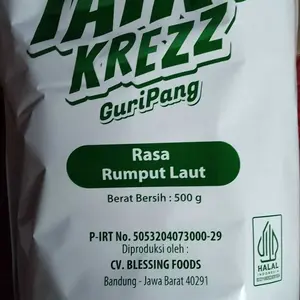 KREZZ
GuriPang
Rasa
Rumput Laut
Berat Bersih : 500 g
P-IRT No. 5053204073000-29
Diproduksi oleh :
CV. BLESSING FOODS
Bandung - Jawa Barat 40291
HALAL
INDONESIA